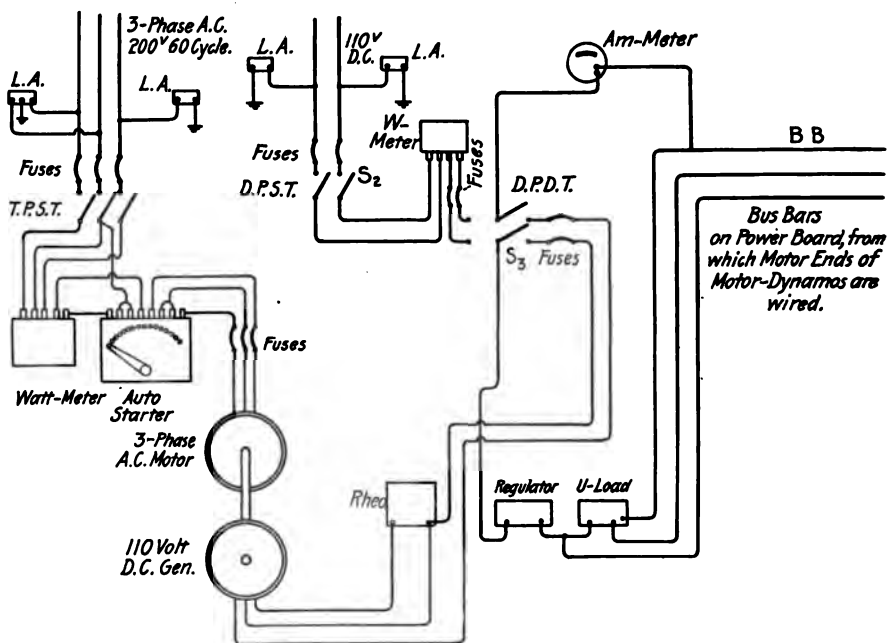 3-Phase A.C.
200V 60 Cycle.
L.A.
L.A.
Fuses
T.P.S.T.
L.A.
110V
D.C.
L.A.
Fuses
D.P.S.T.
S2
W-
Meter
Fuses
Am-Meter
D.P.D.T.
S3
Fuses
B B
Bus Bars
on Power Board, from
which Motor Ends of
Motor-Dynamos are
wired.
Watt-Meter
Auto
Starter
Fuses
3-Phase
A.C. Motor
110 Volt
D.C. Gen.
Rheo
Regulator
U-Load